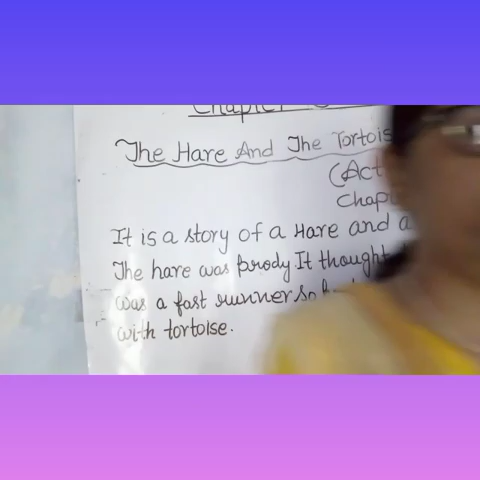 Chapter
The Hare And The Tortois
(Act
Chap
It is a story of a Hare and a
The hare was It thought
was a fast runner so
with tortoise.